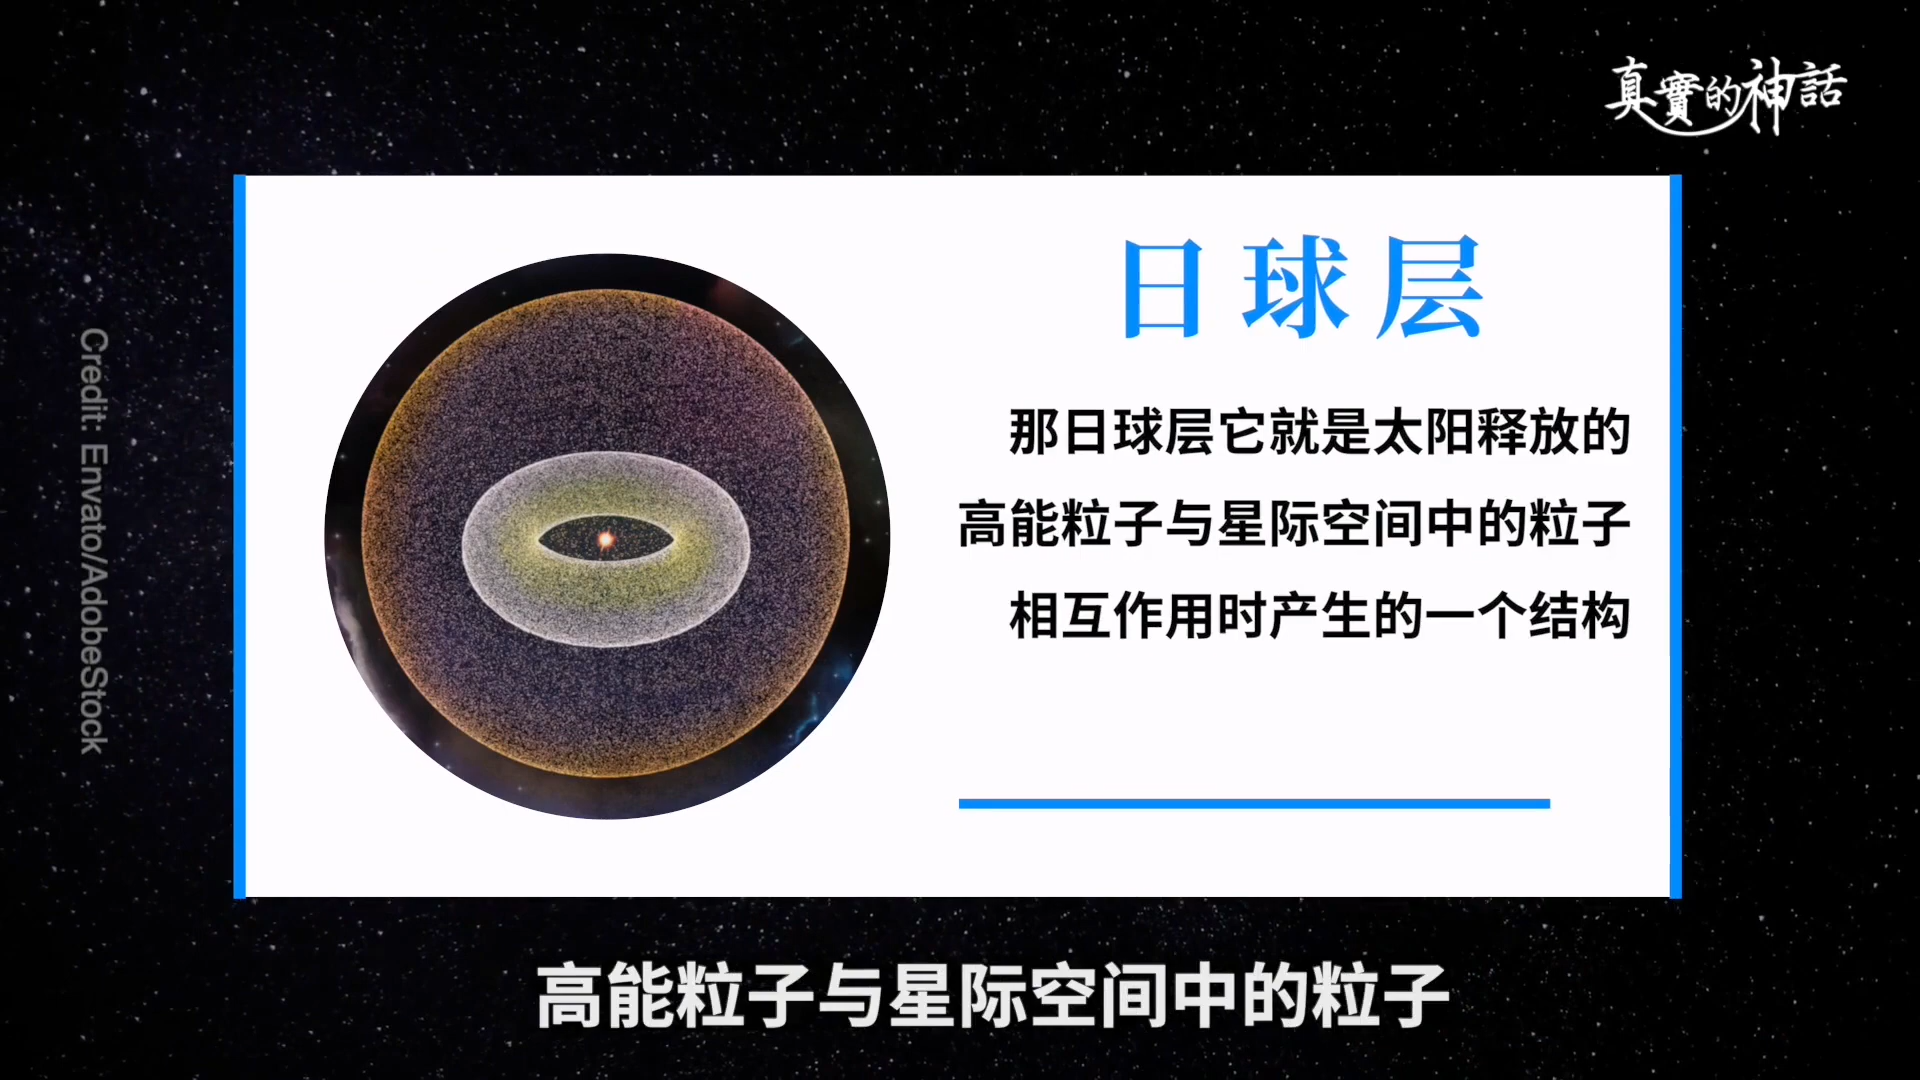 真實的神話
日球层
那日球层它就是太阳释放的
高能粒子与星际空间中的粒子
相互作用时产生的一个结构
Credit: Envato/AdobeStock
高能粒子与星际空间中的粒子